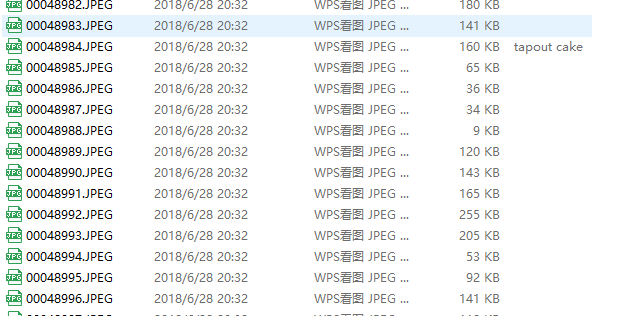 00048982.JPEG 2018/6/28 20:32 WPS看图 JPEG ... 180 KB
00048983.JPEG 2018/6/28 20:32 WPS看图 JPEG ... 141 KB
00048984.JPEG 2018/6/28 20:32 WPS看图 JPEG ... 160 KB tapout cake
00048985.JPEG 2018/6/28 20:32 WPS看图 JPEG ... 65 KB
00048986.JPEG 2018/6/28 20:32 WPS看图 JPEG ... 36 KB
00048987.JPEG 2018/6/28 20:32 WPS看图 JPEG ... 34 KB
00048988.JPEG 2018/6/28 20:32 WPS看图 JPEG ... 9 KB
00048989.JPEG 2018/6/28 20:32 WPS看图 JPEG ... 120 KB
00048990.JPEG 2018/6/28 20:32 WPS看图 JPEG ... 143 KB
00048991.JPEG 2018/6/28 20:32 WPS看图 JPEG ... 165 KB
00048992.JPEG 2018/6/28 20:32 WPS看图 JPEG ... 255 KB
00048993.JPEG 2018/6/28 20:32 WPS看图 JPEG ... 205 KB
00048994.JPEG 2018/6/28 20:32 WPS看图 JPEG ... 53 KB
00048995.JPEG 2018/6/28 20:32 WPS看图 JPEG ... 92 KB
00048996.JPEG 2018/6/28 20:32 WPS看图 JPEG ... 141 KB